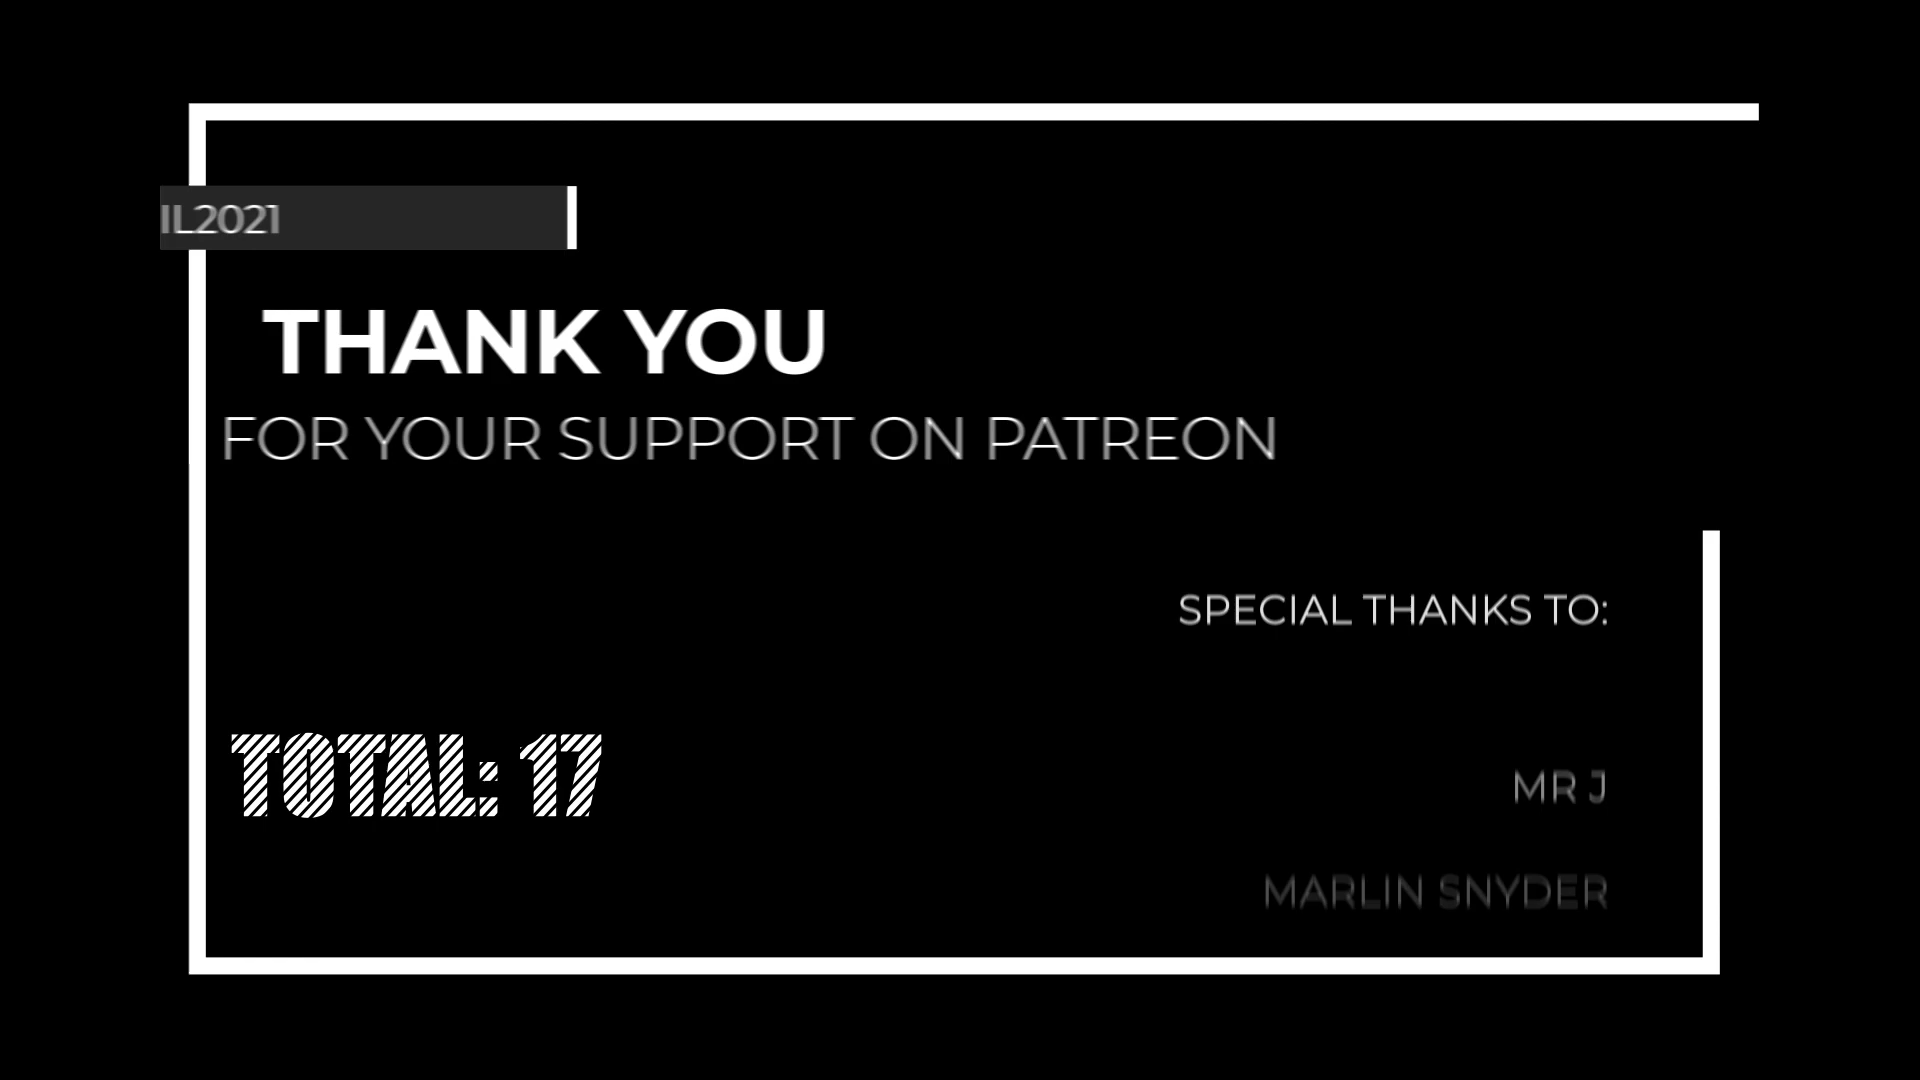 IL2021
THANK YOU
FOR YOUR SUPPORT ON PATREON
SPECIAL THANKS TO:
TOTAL: 17
MR J
MARLIN SNYDER